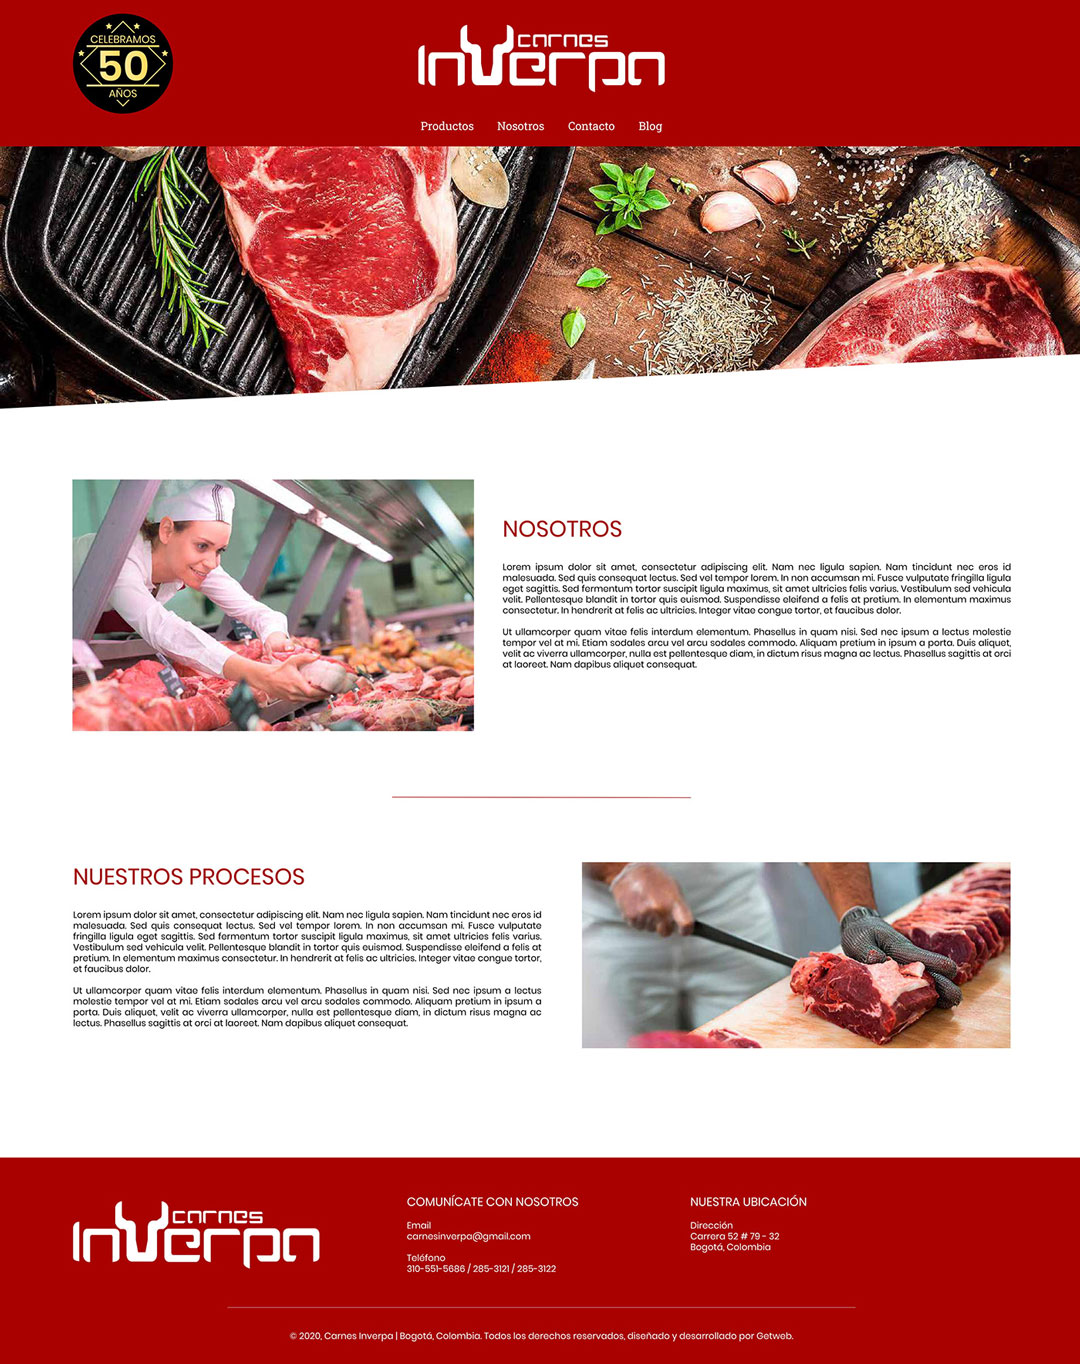 CELEBRAMOS
50
AÑOS
carnes
Inverpa
Productos Nosotros Contacto Blog
NOSOTROS
Lorem ipsum dolor sit amet, consectetur adipiscing elit. Nam nec ligula sapien. Nam tincidunt nec eros id
malesuada. Sed quis consequat lectus. Sed vel tempor lorem. In non accumsan mi. Fusce vulputate fringilla ligula
eget sagittis. Sed fermentum tortor suscipit ligula maximus, sit amet ultricies felis varius. Vestibulum sed vehicula
velit. Pellentesque blandit in tortor quis euismod. Suspendisse eleifend a felis at pretium. In elementum maximus
consectetur. In hendrerit at felis ac ultricies. Integer vitae congue tortor, et faucibus dolor.
Ut ullamcorper quam vitae felis interdum elementum. Phasellus in quam nisi. Sed nec ipsum a lectus molestie
tempor vel at mi. Etiam sodales arcu vel arcu sodales commodo. Aliquam pretium in ipsum a porta. Duis aliquet,
velit ac viverra ullamcorper, nulla est pellentesque diam, in dictum risus magna ac lectus. Phasellus sagittis at orci
at laoreet. Nam dapibus aliquet consequat.
NUESTROS PROCESOS
Lorem ipsum dolor sit amet, consectetur adipiscing elit. Nam nec ligula sapien. Nam tincidunt nec eros id
malesuada. Sed quis consequat lectus. Sed vel tempor lorem. In non accumsan mi. Fusce vulputate
fringilla ligula eget sagittis. Sed fermentum tortor suscipit ligula maximus, sit amet ultricies felis varius.
Vestibulum sed vehicula velit. Pellentesque blandit in tortor quis euismod. Suspendisse eleifend a felis at
pretium. In elementum maximus consectetur. In hendrerit at felis ac ultricies. Integer vitae congue tortor,
et faucibus dolor.
Ut ullamcorper quam vitae felis interdum elementum. Phasellus in quam nisi. Sed nec ipsum a lectus
molestie tempor vel at mi. Etiam sodales arcu vel arcu sodales commodo. Aliquam pretium in ipsum a
porta. Duis aliquet, velit ac viverra ullamcorper, nulla est pellentesque diam, in dictum risus magna ac
lectus. Phasellus sagittis at orci at laoreet. Nam dapibus aliquet consequat.
carnes
Inverpa
COMUNÍCATE CON NOSOTROS
Email
carnesinverpa@gmail.com
Teléfono
310-551-5686 / 285-3121 / 285-3122
NUESTRA UBICACIÓN
Dirección
Carrera 52 # 79 - 32
Bogotá, Colombia
© 2020, Carnes Inverpa | Bogotá, Colombia. Todos los derechos reservados, diseñado y desarrollado por Getweb.